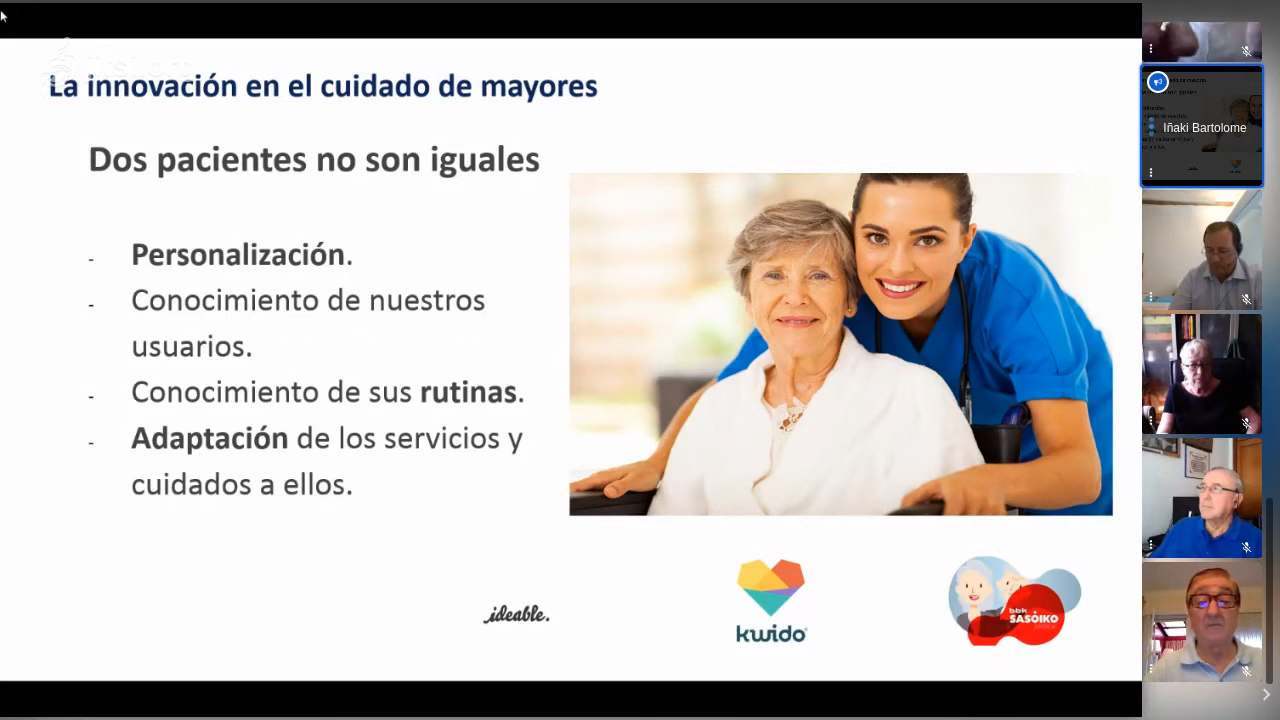 La innovación en el cuidado de mayores
Dos pacientes no son iguales
- Personalización.
- Conocimiento de nuestros
usuarios.
- Conocimiento de sus rutinas.
- Adaptación de los servicios y
cuidados a ellos.
ideable.
kwido
bbk
SASOIKO
Iñaki Bartolome